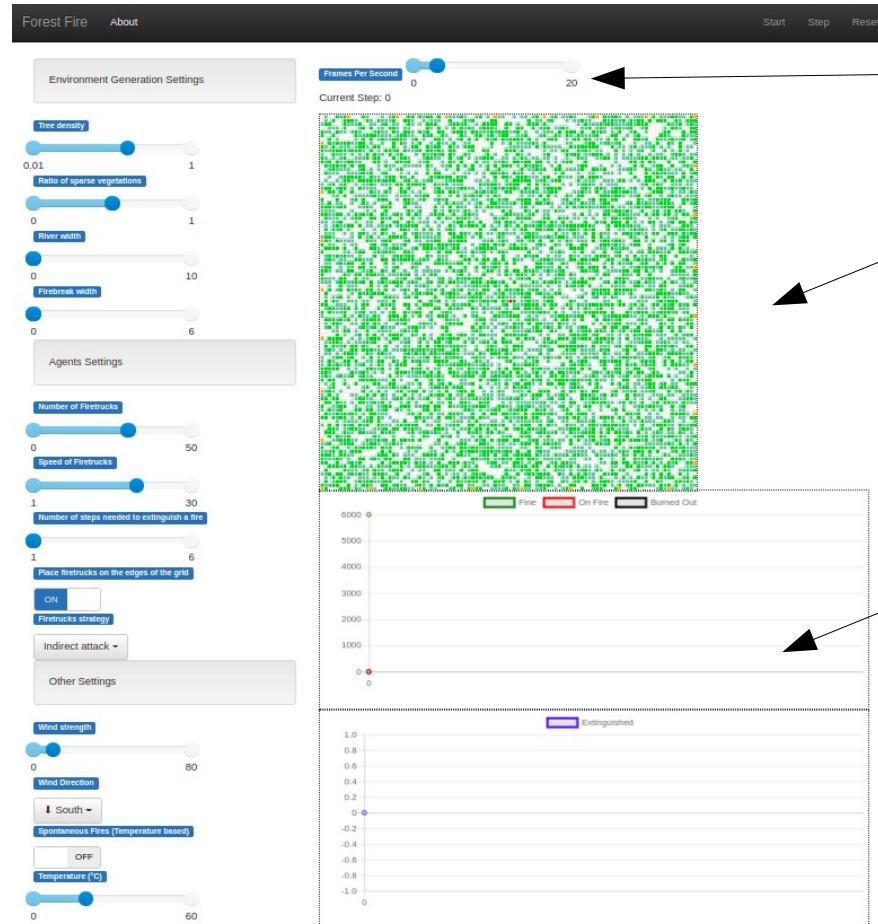 Forest Fire About Start Step Reset
Environment Generation Settings
Tree density
0.01 1
Ratio of sparse vegetations
0 1
River width
0 10
Firebreak width
0 6
Agents Settings
Number of Firetrucks
0 50
Speed of Firetrucks
1 30
Number of steps needed to extinguish a fire
1 6
Place firetrucks on the edges of the grid
ON
Firetrucks strategy
Indirect attack
Other Settings
Wind strength
0 80
Wind Direction
South
Spontaneous Fires (Temperature based)
OFF
Temperature (°C)
0 60
Frames Per Second
0 20
Current Step: 0
Fine On Fire Burned Out
6000
5000
4000
3000
2000
1000
0
0
Extinguished
1.0
0.8
0.6
0.4
0.2
0
-0.2
-0.4
-0.6
-0.8
-1.0
0